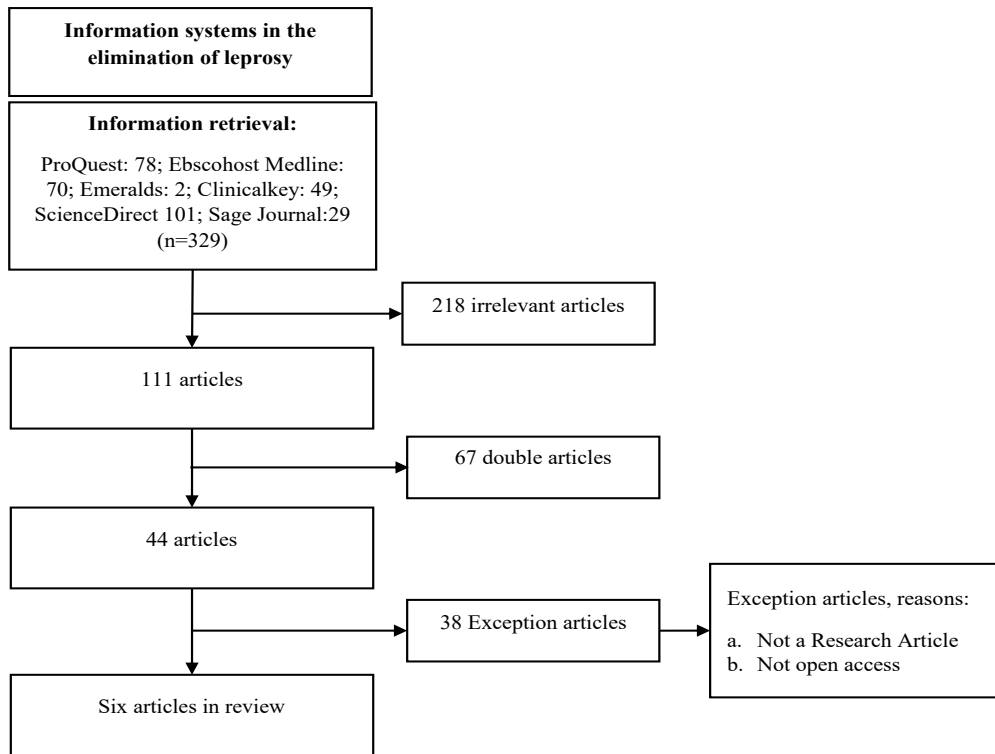 Information systems in the
elimination of leprosy
Information retrieval:
ProQuest: 78; Ebscohost Medline:
70; Emeralds: 2; Clinicalkey: 49;
ScienceDirect 101; Sage Journal:29
(n=329)
218 irrelevant articles
111 articles
67 double articles
44 articles
38 Exception articles
Exception articles, reasons:
a. Not a Research Article
b. Not open access
Six articles in review